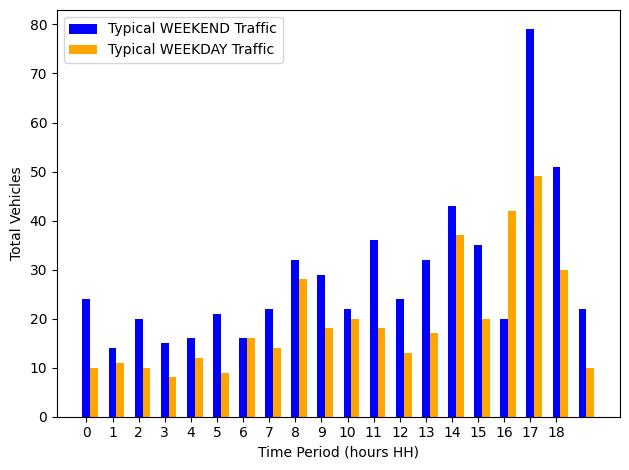 Typical WEEKEND Traffic
Typical WEEKDAY Traffic
80
70
60
50
40
30
20
10
0
Total Vehicles
0 1 2 3 4 5 6 7 8 9 10 11 12 13 14 15 16 17 18
Time Period (hours HH)